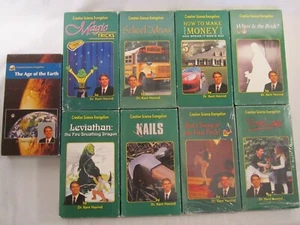 The Age of the Earth
Creation Science Evangelism
Magic
TRICKS
Dr. Kent Hovind
Creation Science Evangelism
Dr. Kent Hovind
Creation Science Evangelism
HOW TO MAKE
MONEY!
Dr. Kent Hovind
Creation Science Evangelism
Where Is the Bride?
Dr. Kent Hovind
Creation Science Evangelism
Leviathan:
the Fire Breathing Dragon
Dr. Kent Hovind
Creation Science Evangelism
NAILS
Dr. Kent Hovind
Creation Science Evangelism
Dr. Kent Hovind
Creation Science Evangelism
Dr. Kent Hovind